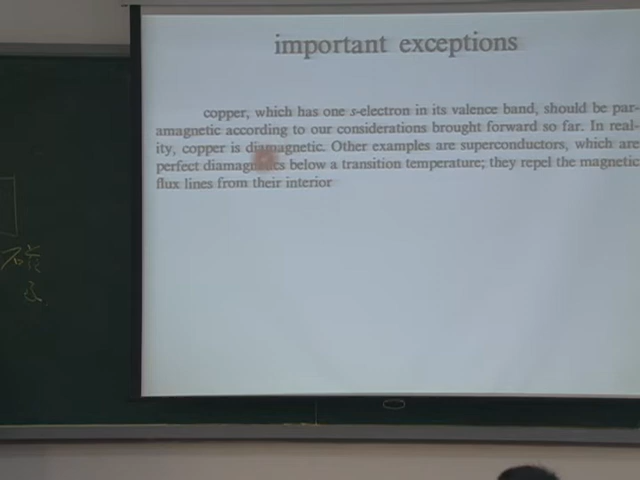 important exceptions
copper, which has one s-electron in its valence band, should be par-
amagnetic according to our considerations brought forward so far. In real-
ity, copper is diamagnetic. Other examples are superconductors, which are
perfect diamagnetics below a transition temperature; they repel the magnetic
flux lines from their interior